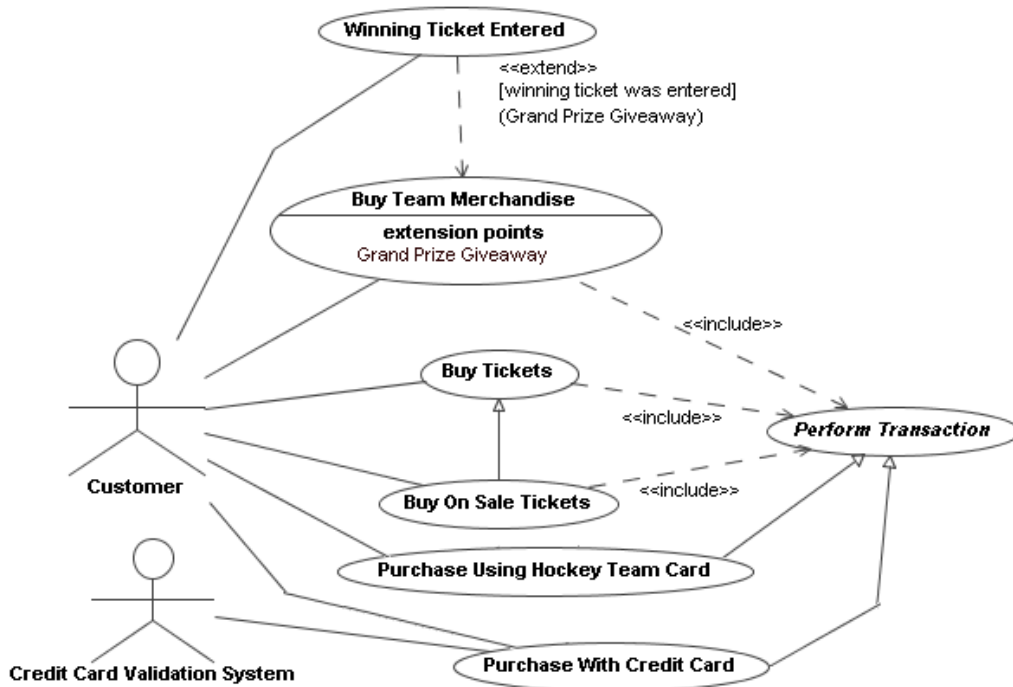 Winning Ticket Entered
<<extend>>
[winning ticket was entered]
(Grand Prize Giveaway)
Buy Team Merchandise
extension points
Grand Prize Giveaway
<<include>>
Buy Tickets
<<include>>
Perform Transaction
Customer
Buy On Sale Tickets
<<include>>
Purchase Using Hockey Team Card
Credit Card Validation System
Purchase With Credit Card